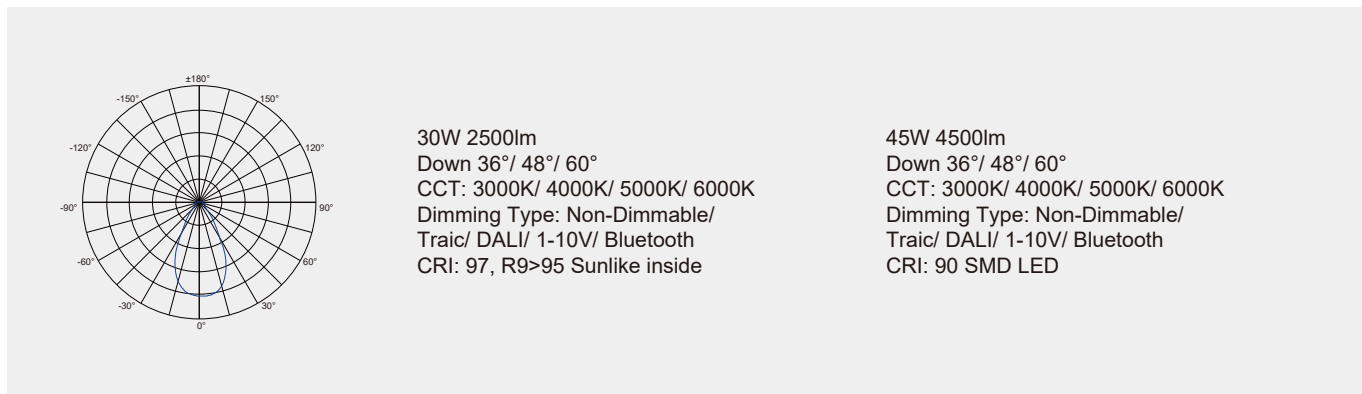 ±180°
-150°
150°
-120°
120°
-90°
90°
-60°
60°
-30°
30°
0°
30W 2500lm
Down 36°/ 48°/ 60°
CCT: 3000K/ 4000K/ 5000K/ 6000K
Dimming Type: Non-Dimmable/
Traic/ DALI/ 1-10V/ Bluetooth
CRI: 97, R9>95 Sunlike inside
45W 4500lm
Down 36°/ 48°/ 60°
CCT: 3000K/ 4000K/ 5000K/ 6000K
Dimming Type: Non-Dimmable/
Traic/ DALI/ 1-10V/ Bluetooth
CRI: 90 SMD LED